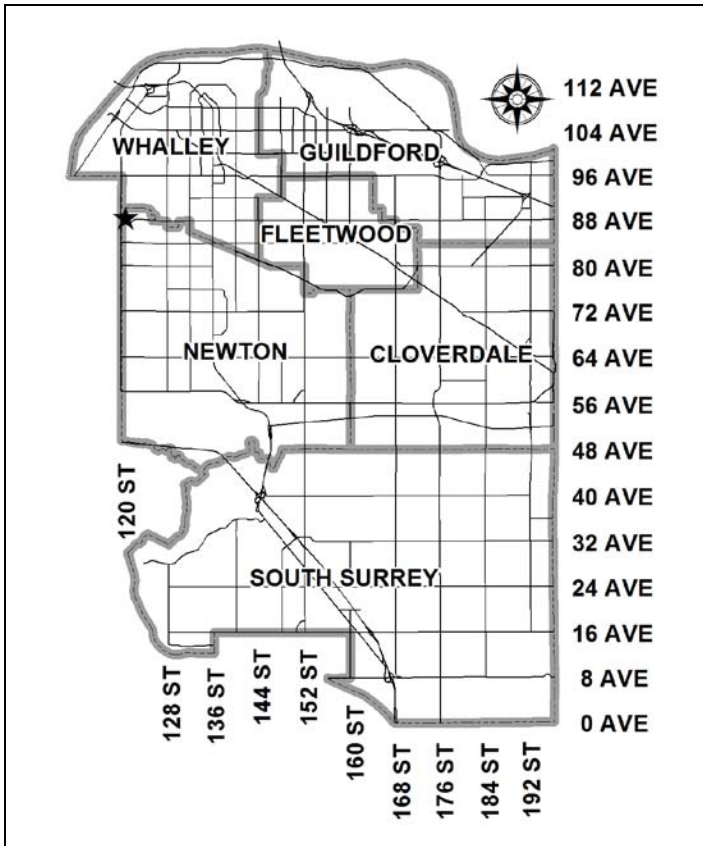 112 AVE
104 AVE
WHALLEY
GUILDFORD
96 AVE
88 AVE
FLEETWOOD
80 AVE
72 AVE
NEWTON
CLOVERDALE
64 AVE
56 AVE
48 AVE
120 ST
40 AVE
32 AVE
SOUTH SURREY
24 AVE
16 AVE
8 AVE
0 AVE
128 ST
136 ST
144 ST
152 ST
160 ST
168 ST
176 ST
184 ST
192 ST